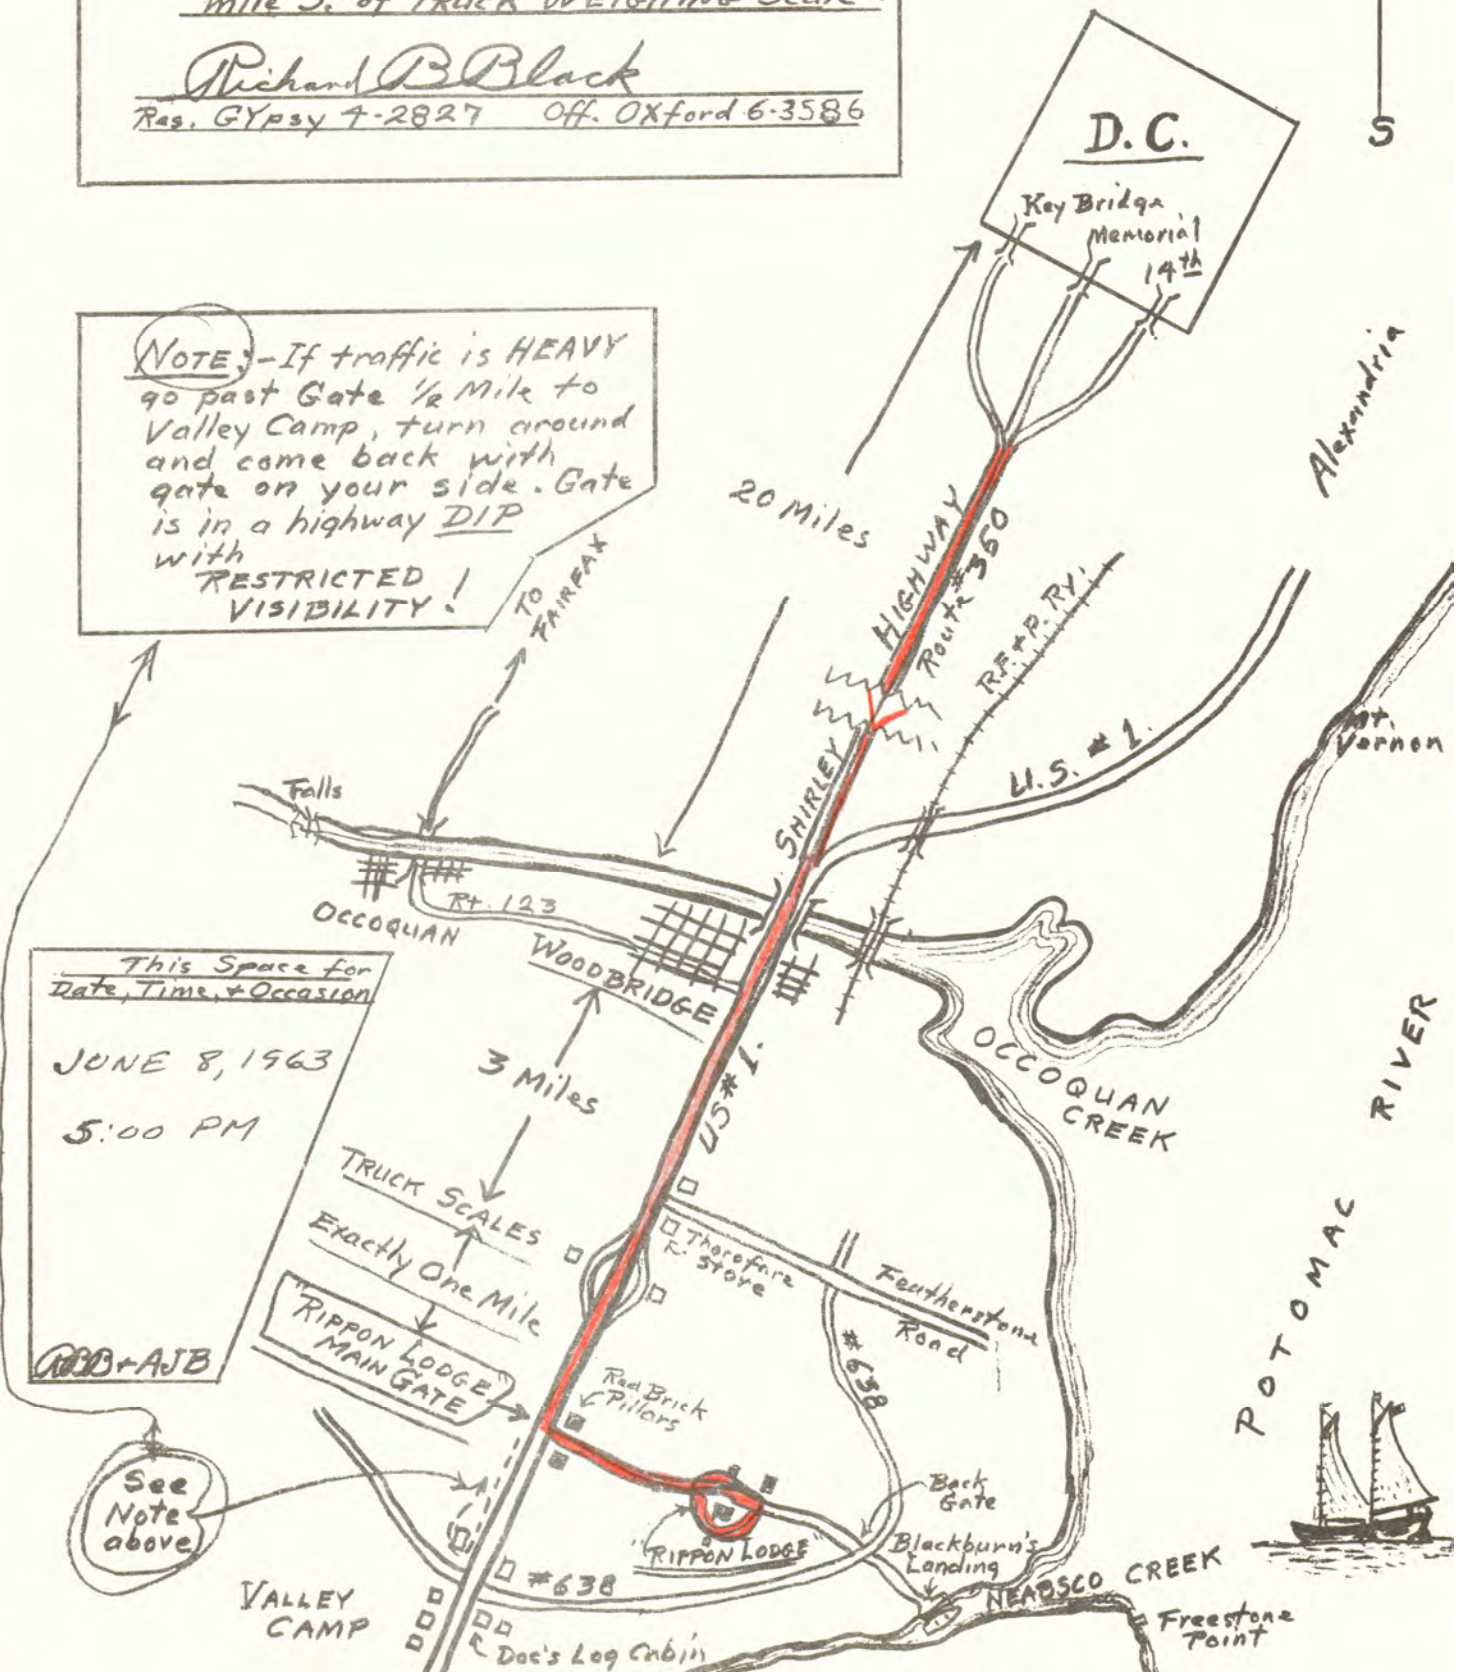 mile S. of TRUCK WEIGHING Scale
Richard B Black
Res. GYpsy 4-2827 Off. OXford 6-3586
S
D.C.
Key Bridge
Memorial
14th
NOTE:-If traffic is HEAVY
go past Gate 1/2 Mile to
Valley Camp, turn around
and come back with
gate on your side. Gate
is in a highway DIP
with
RESTRICTED
VISIBILITY!
TO
FAIRFAX
20 Miles
SHIRLEY HIGHWAY
Route #350
R.F.+P. RY.
Alexandria
U.S. #1.
Mt.
Vernon
Falls
OCCOQUAN
Rt. 123
WOODBRIDGE
This Space for
Date, Time, + Occasion
JUNE 8, 1963
5:00 PM
RBB+AJB
3 Miles
US#1.
OCCOQUAN
CREEK
POTOMAC RIVER
TRUCK SCALES
Exactly One Mile
"RIPPON LODGE"
MAIN GATE
Thorofare
Store
Featherstone
Road
#638
Red Brick
Pillars
See
Note
above
"RIPPON LODGE"
Back
Gate
Blackburn's
Landing
NEABSCO CREEK
Freestone
Point
#638
VALLEY
CAMP
Doc's Log Cabin